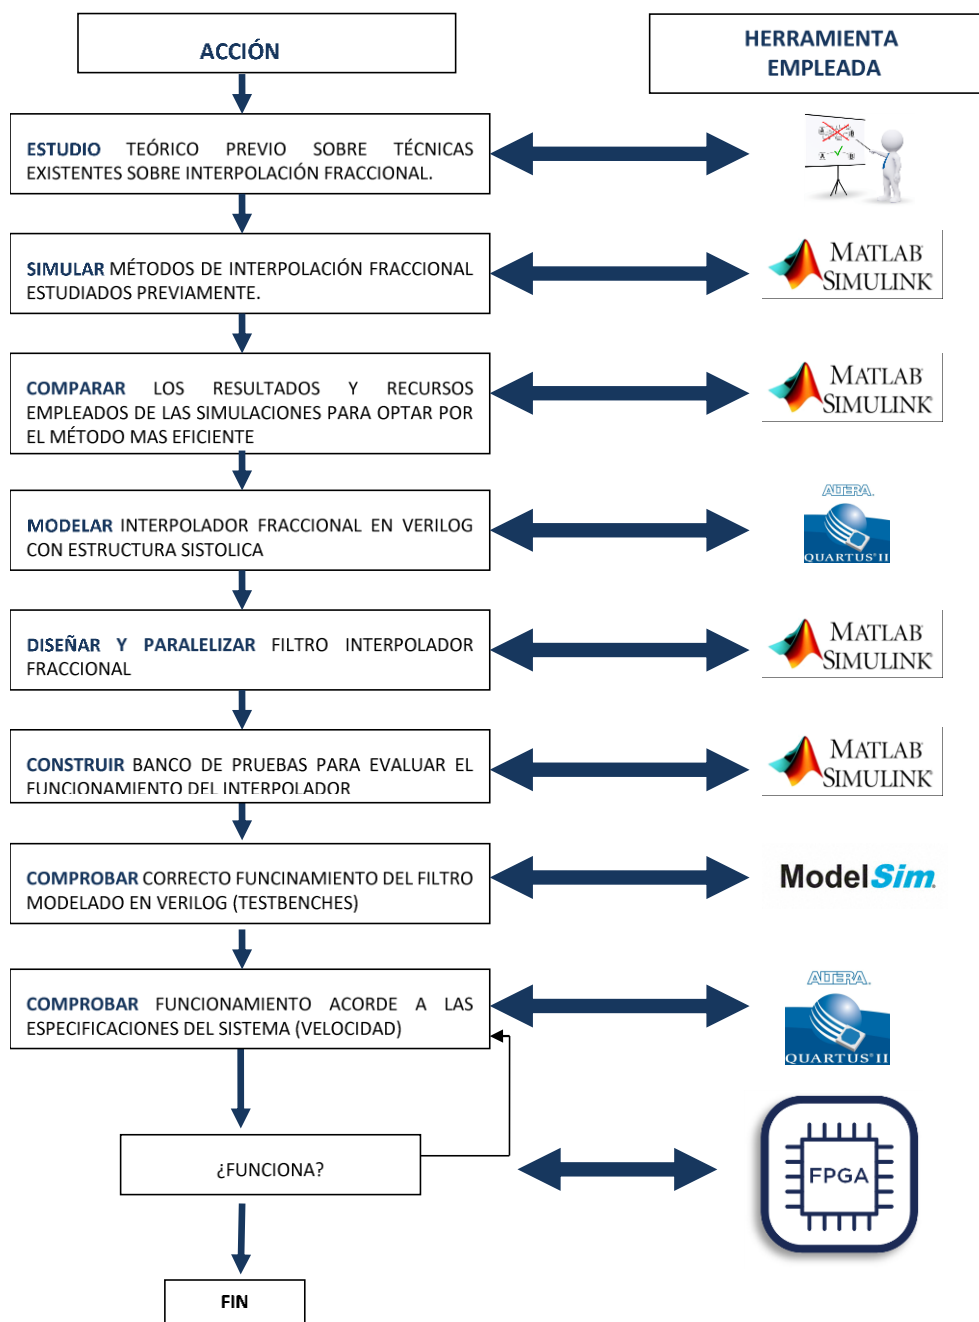 ACCIÓN
HERRAMIENTA
EMPLEADA
ESTUDIO TEÓRICO PREVIO SOBRE TÉCNICAS
EXISTENTES SOBRE INTERPOLACIÓN FRACCIONAL.
A B
A B
SIMULAR MÉTODOS DE INTERPOLACIÓN FRACCIONAL
ESTUDIADOS PREVIAMENTE.
MATLAB®
SIMULINK®
COMPARAR LOS RESULTADOS Y RECURSOS
EMPLEADOS DE LAS SIMULACIONES PARA OPTAR POR
EL MÉTODO MAS EFICIENTE
MATLAB®
SIMULINK®
MODELAR INTERPOLADOR FRACCIONAL EN VERILOG
CON ESTRUCTURA SISTOLICA
ALTERA.
QUARTUS® II
DISEÑAR Y PARALELIZAR FILTRO INTERPOLADOR
FRACCIONAL
MATLAB®
SIMULINK®
CONSTRUIR BANCO DE PRUEBAS PARA EVALUAR EL
FUNCIONAMIENTO DEL INTERPOLADOR
MATLAB®
SIMULINK®
COMPROBAR CORRECTO FUNCINAMIENTO DEL FILTRO
MODELADO EN VERILOG (TESTBENCHES)
ModelSim.
COMPROBAR FUNCIONAMIENTO ACORDE A LAS
ESPECIFICACIONES DEL SISTEMA (VELOCIDAD)
ALTERA.
QUARTUS® II
¿FUNCIONA?
FPGA
FIN